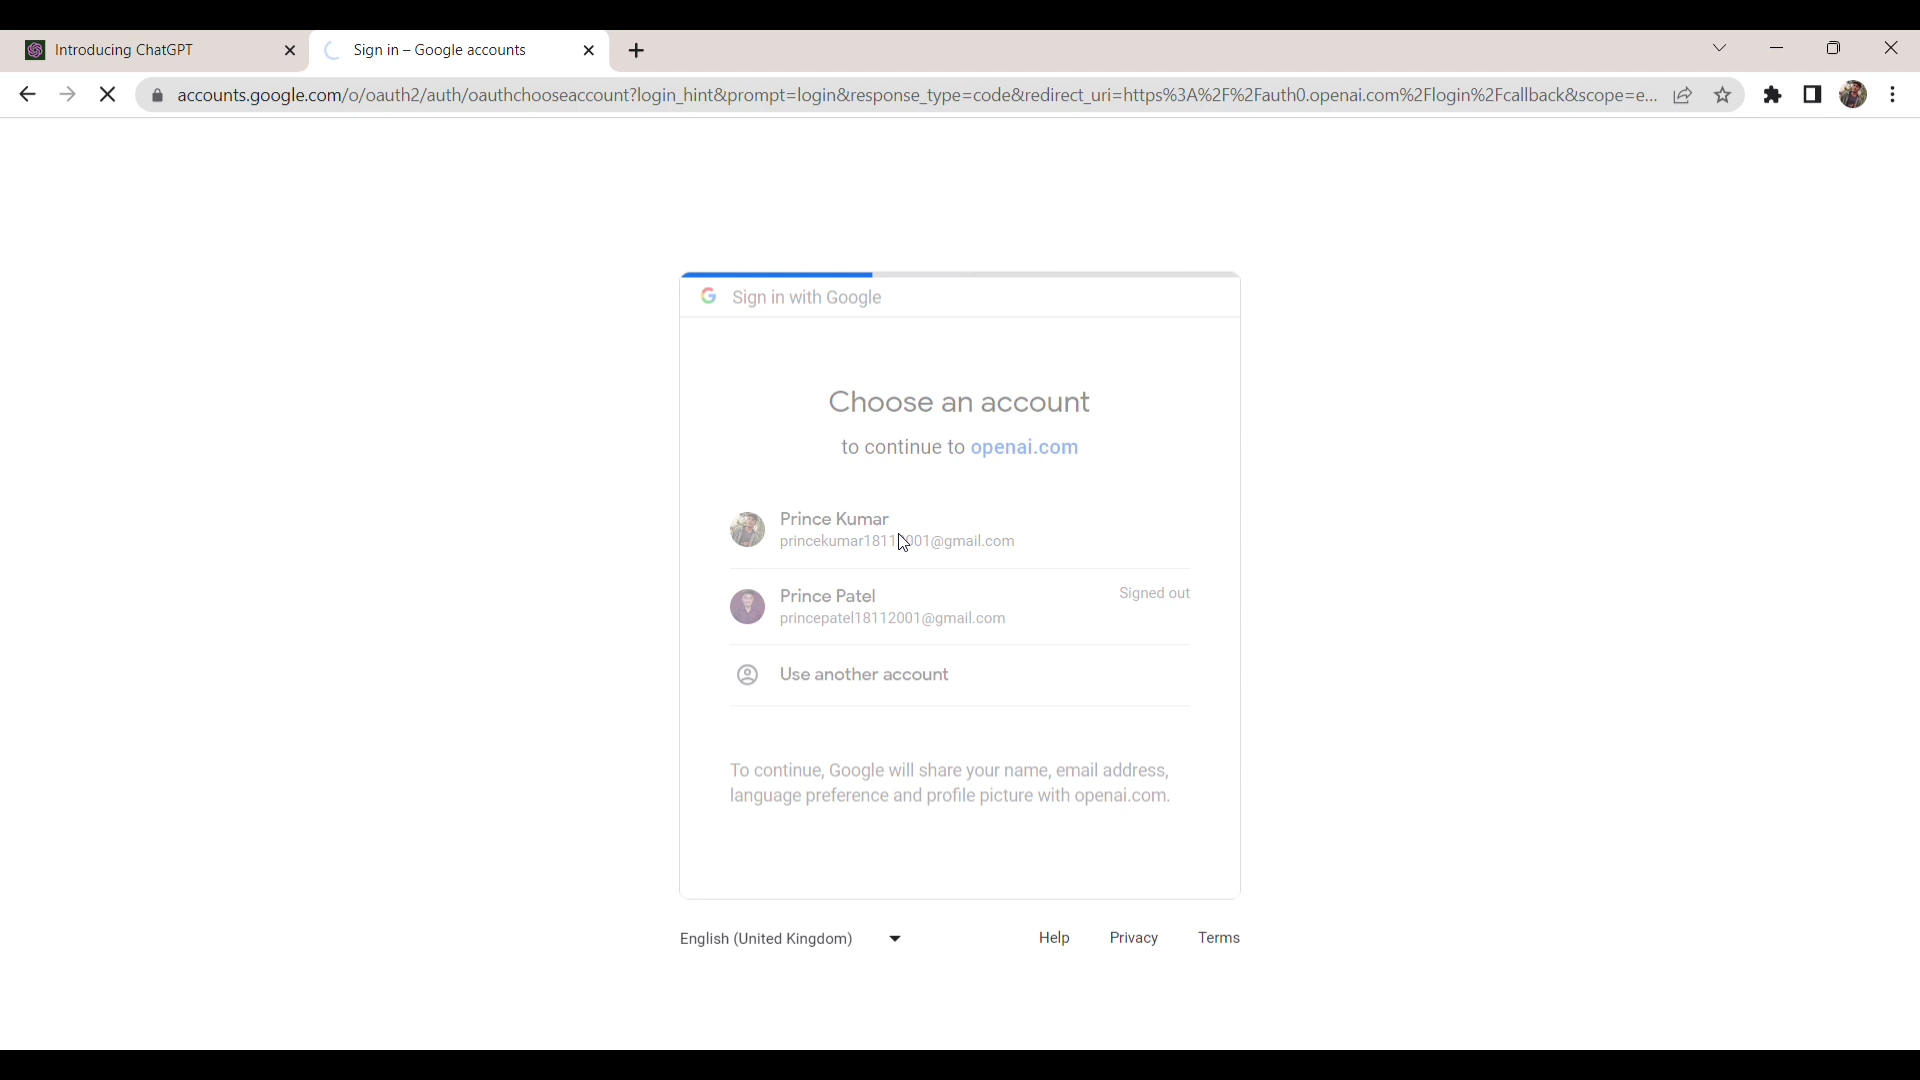 Introducing ChatGPT
Sign in – Google accounts
accounts.google.com/o/oauth2/auth/oauthchooseaccount?login_hint&prompt=login&response_type=code&redirect_uri=https%3A%2F%2Fauth0.openai.com%2Flogin%2Fcallback&scope=e...
Sign in with Google
Choose an account
to continue to openai.com
Prince Kumar
Prince Patel
Signed out
princepatel18112001@gmail.com
Use another account
To continue, Google will share your name, email address,
language preference and profile picture with openai.com.
English (United Kingdom)
Help Privacy Terms